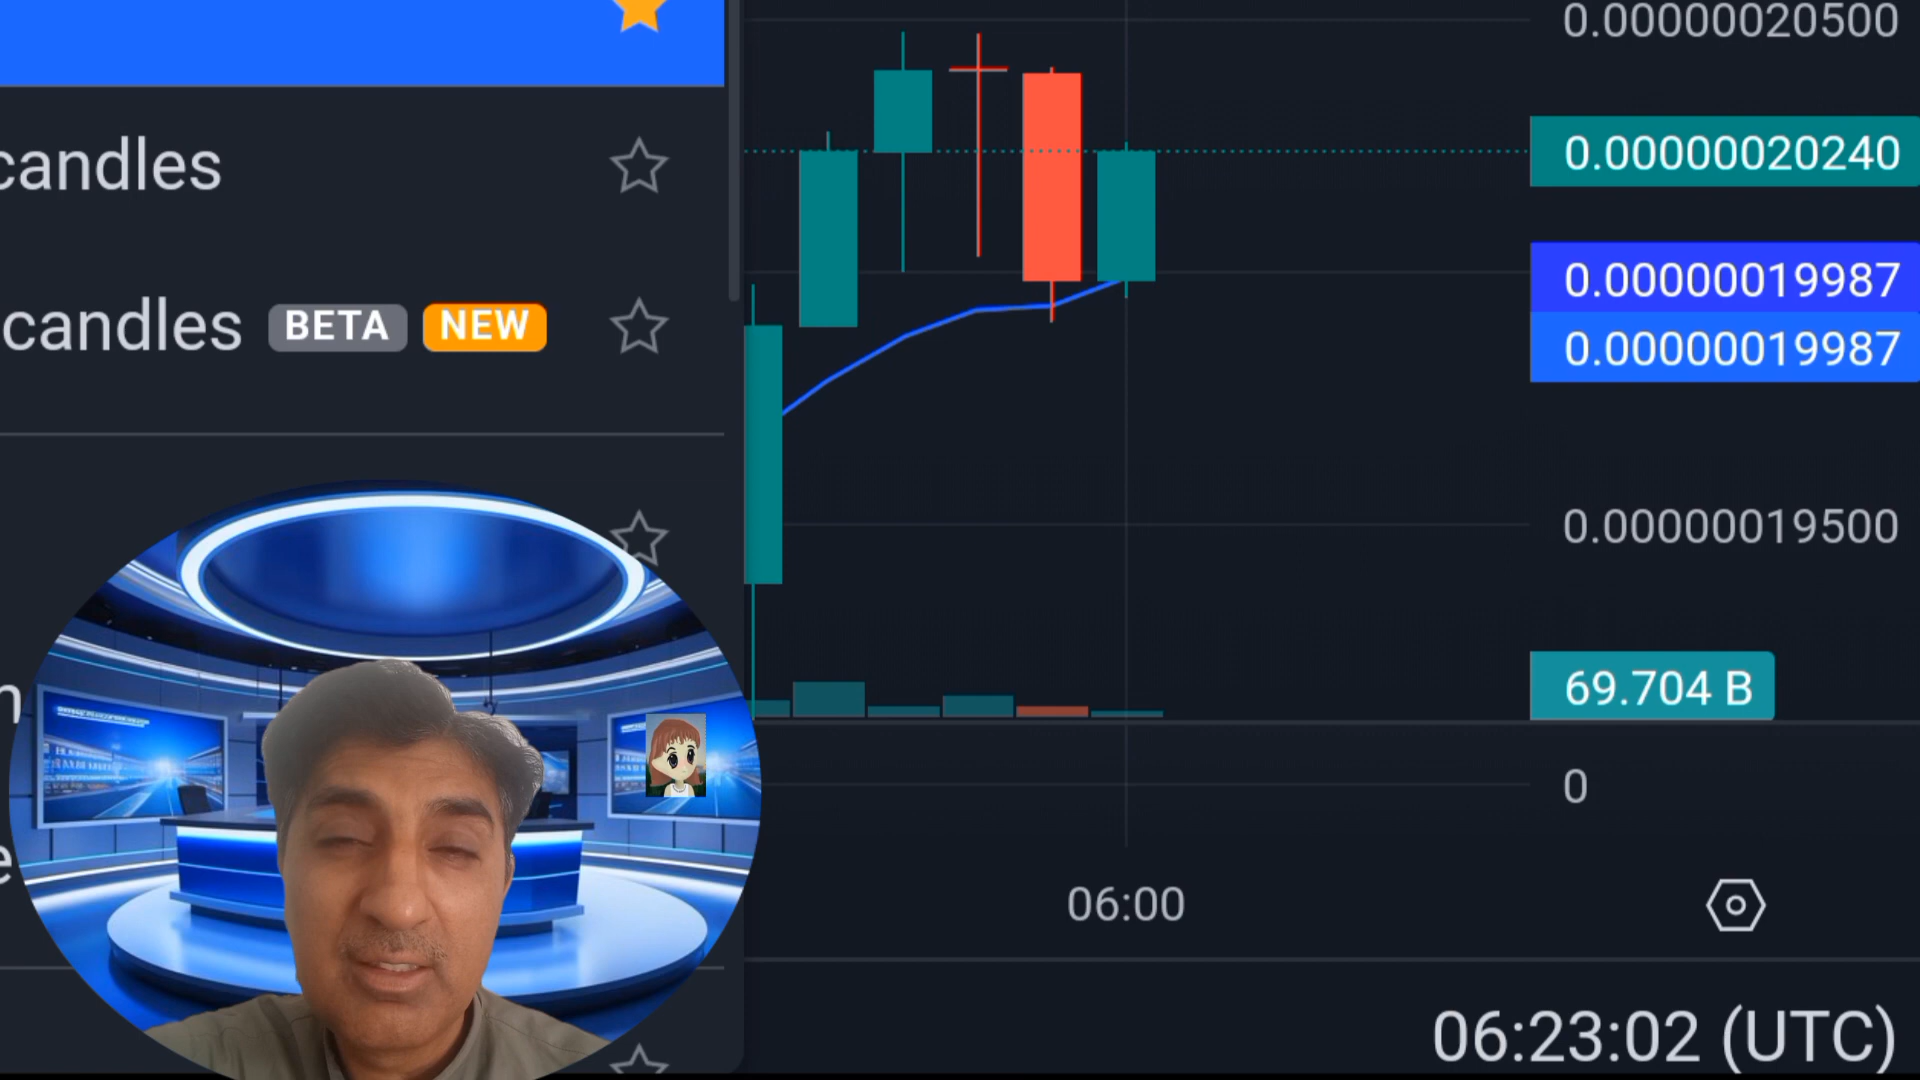 0.00000020500
candles
0.00000020240
0.00000019987
candles BETA NEW
0.00000019987
0.00000019500
69.704 B
n
0
e
06:00
06:23:02 (UTC)